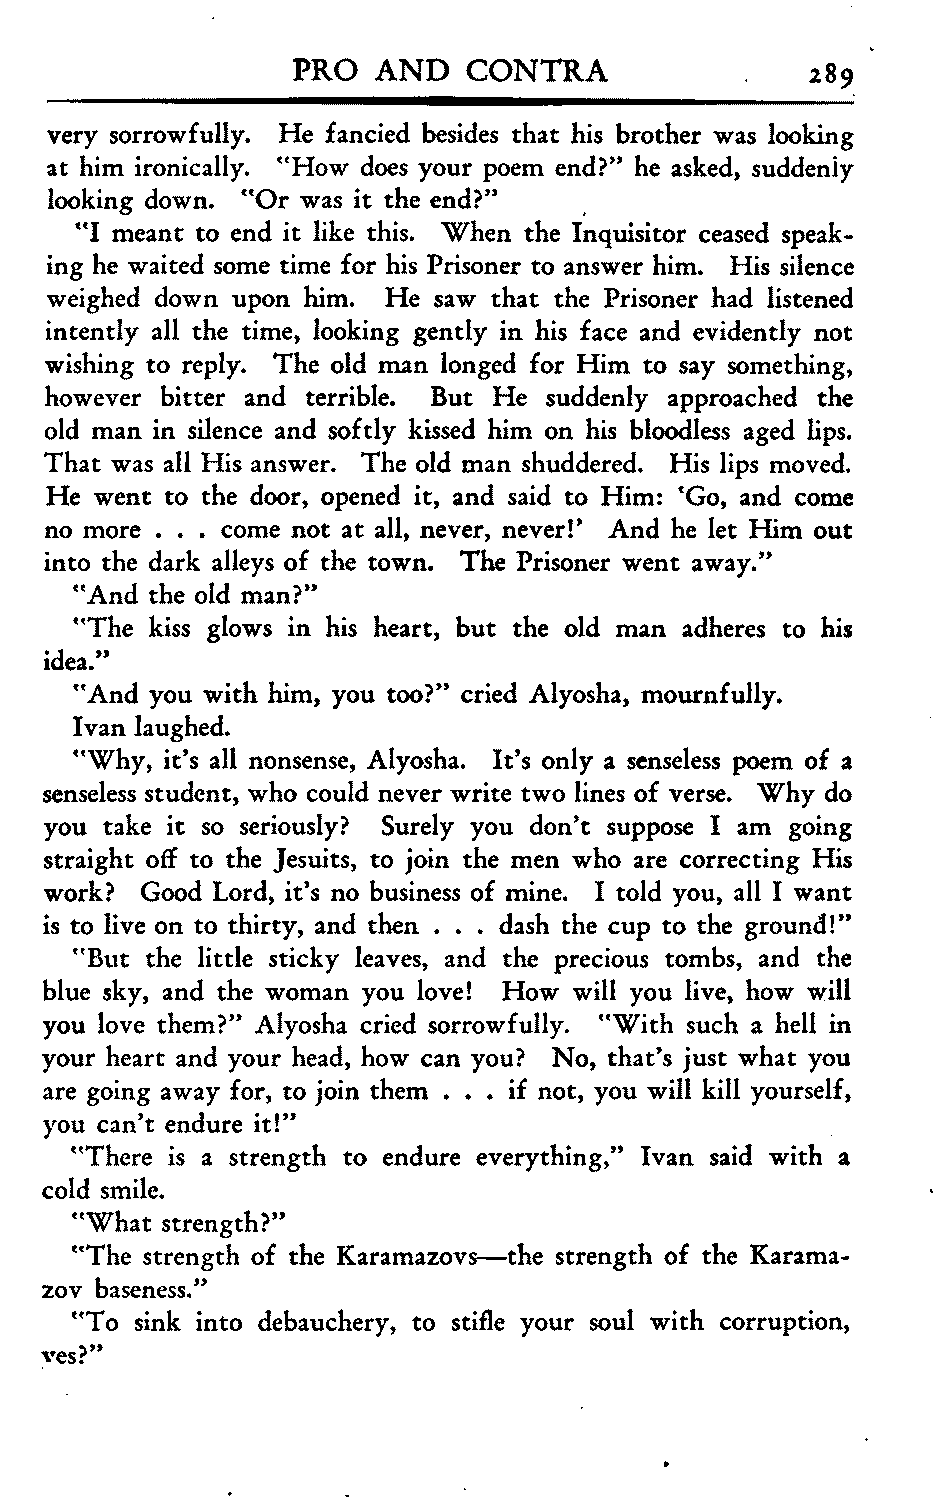 PRO AND CONTRA 289
very sorrowfully. He fancied besides that his brother was looking
at him ironically. "How does your poem end?" he asked, suddenly
looking down. "Or was it the end?"
"I meant to end it like this. When the Inquisitor ceased speak-
ing he waited some time for his Prisoner to answer him. His silence
weighed down upon him. He saw that the Prisoner had listened
intently all the time, looking gently in his face and evidently not
wishing to reply. The old man longed for Him to say something,
however bitter and terrible. But He suddenly approached the
old man in silence and softly kissed him on his bloodless aged lips.
That was all His answer. The old man shuddered. His lips moved.
He went to the door, opened it, and said to Him: 'Go, and come
no more . . . come not at all, never, never!' And he let Him out
into the dark alleys of the town. The Prisoner went away."
"And the old man?"
"The kiss glows in his heart, but the old man adheres to his
idea."
"And you with him, you too?" cried Alyosha, mournfully.
Ivan laughed.
"Why, it's all nonsense, Alyosha. It's only a senseless poem of a
senseless student, who could never write two lines of verse. Why do
you take it so seriously? Surely you don't suppose I am going
straight off to the Jesuits, to join the men who are correcting His
work? Good Lord, it's no business of mine. I told you, all I want
is to live on to thirty, and then . . . dash the cup to the ground!"
"But the little sticky leaves, and the precious tombs, and the
blue sky, and the woman you love! How will you live, how will
you love them?" Alyosha cried sorrowfully. "With such a hell in
your heart and your head, how can you? No, that's just what you
are going away for, to join them . . . if not, you will kill yourself,
you can't endure it!"
"There is a strength to endure everything," Ivan said with a
cold smile.
"What strength?"
"The strength of the Karamazovs—the strength of the Karama-
zov baseness."
"To sink into debauchery, to stifle your soul with corruption,
yes?"